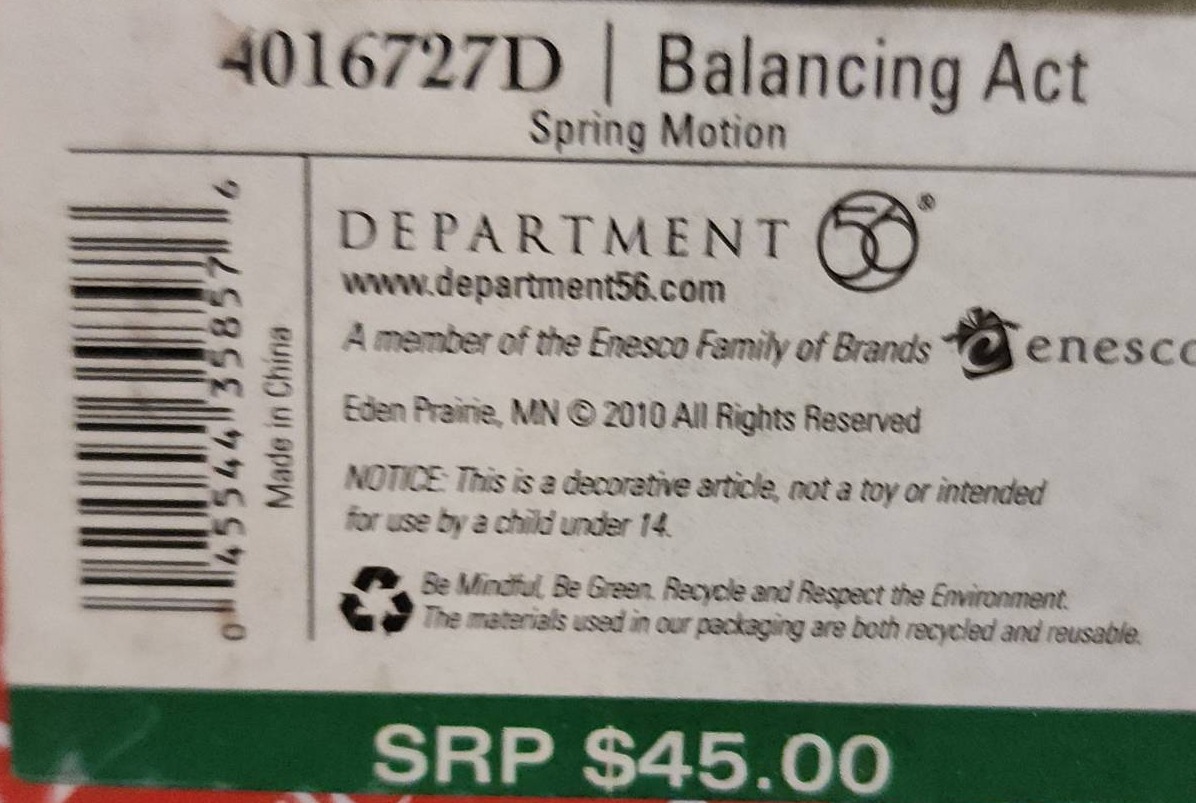 4016727D | Balancing Act
Spring Motion
0 45544 35857 6
Made in China
DEPARTMENT 56®
www.department56.com
A member of the Enesco Family of Brands enesco
Eden Prairie, MN © 2010 All Rights Reserved
NOTICE: This is a decorative article, not a toy or intended
for use by a child under 14.
Be Mindful, Be Green. Recycle and Respect the Environment.
The materials used in our packaging are both recycled and reusable.
SRP $45.00